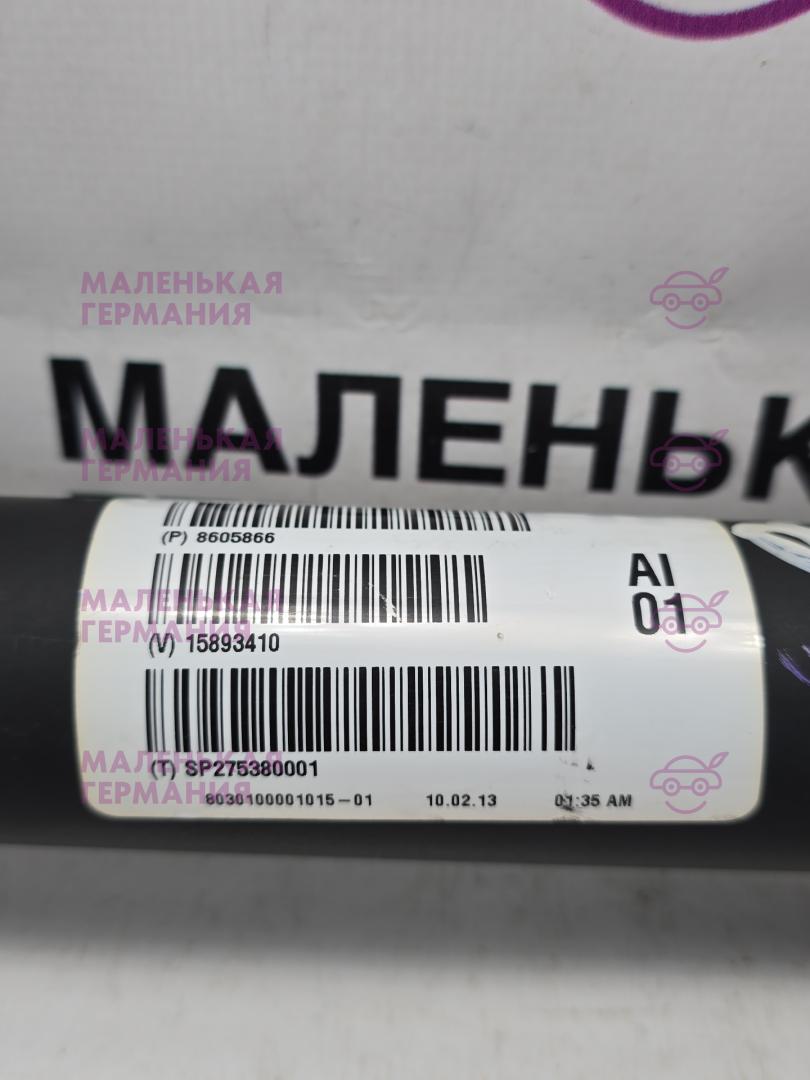 МАЛЕНЬКАЯ
ГЕРМАНИЯ
МАЛЕНЬК
МАЛЕНЬКАЯ
ГЕРМАНИЯ
(P) 8605866
AI
01
МАЛЕНЬКАЯ
ГЕРМАНИЯ
(V) 15893410
(T) SP275380001
МАЛЕНЬКАЯ
ГЕРМАНИЯ
8030100001015-01 10.02.13 01:35 AM